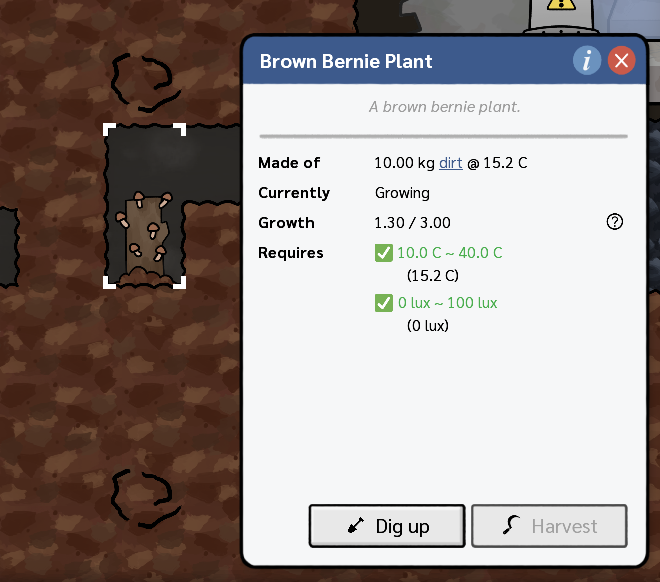 Brown Bernie Plant
A brown bernie plant.
Made of 10.00 kg dirt @ 15.2 C
Currently Growing
Growth 1.30 / 3.00
Requires ✅ 10.0 C ~ 40.0 C
(15.2 C)
✅ 0 lux ~ 100 lux
(0 lux)
Dig up Harvest